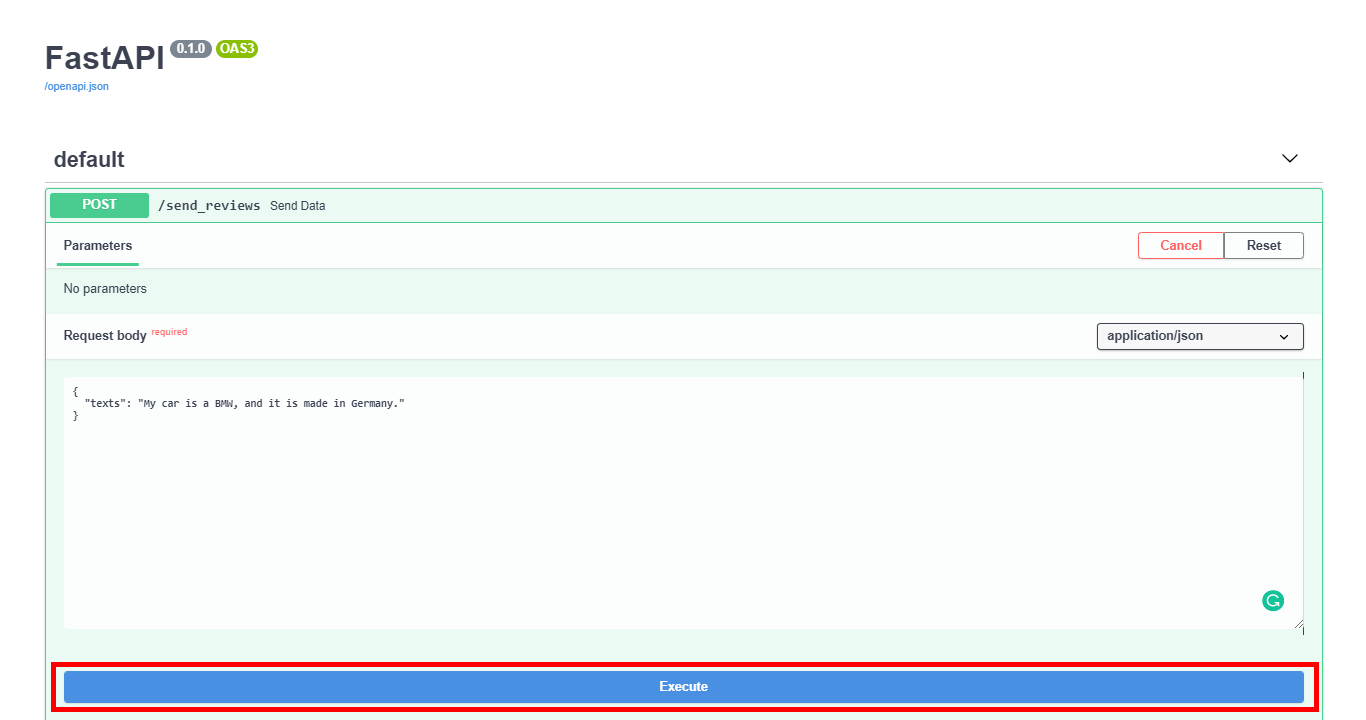 FastAPI 0.1.0 OAS3
/openapi.json
default
POST /send_reviews Send Data
Parameters Cancel Reset
No parameters
Request body required application/json
{
  "texts": "My car is a BMW, and it is made in Germany."
}
Execute